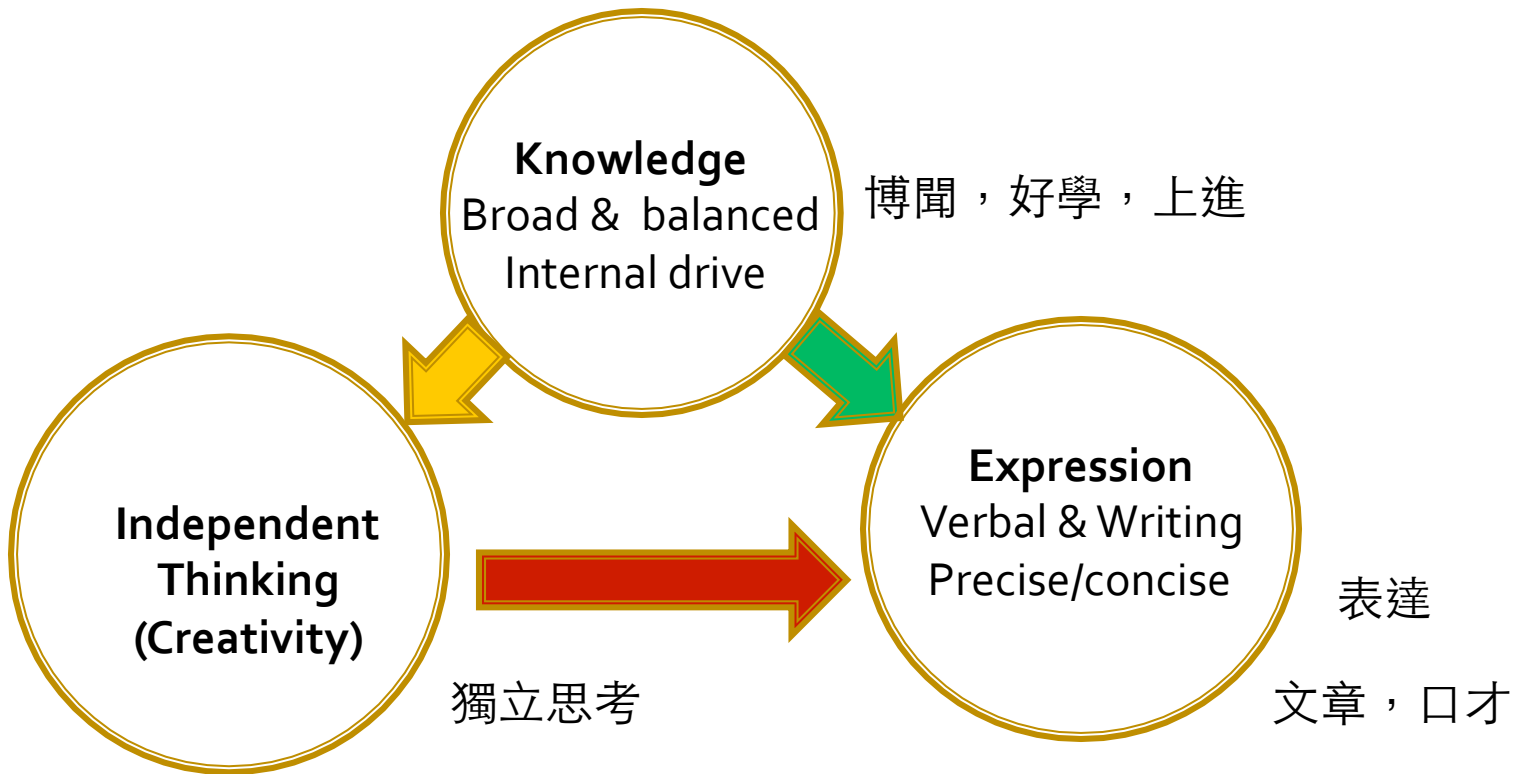 Knowledge
Broad & balanced
Internal drive
博聞，好學，上進
Independent
Thinking
(Creativity)
獨立思考
Expression
Verbal & Writing
Precise/concise
表達
文章，口才